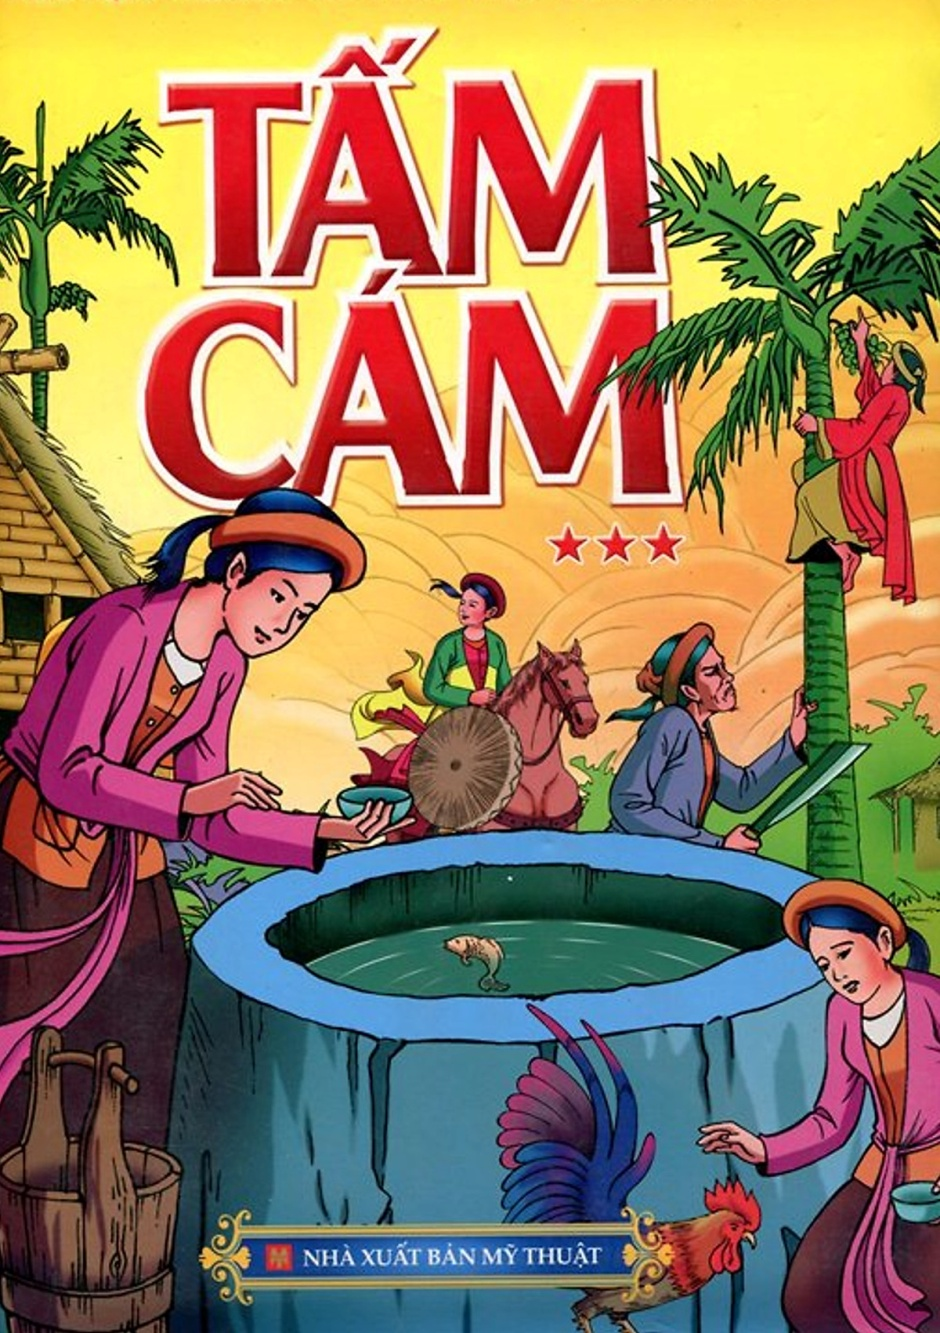 TẤM
CÁM
NHÀ XUẤT BẢN MỸ THUẬT